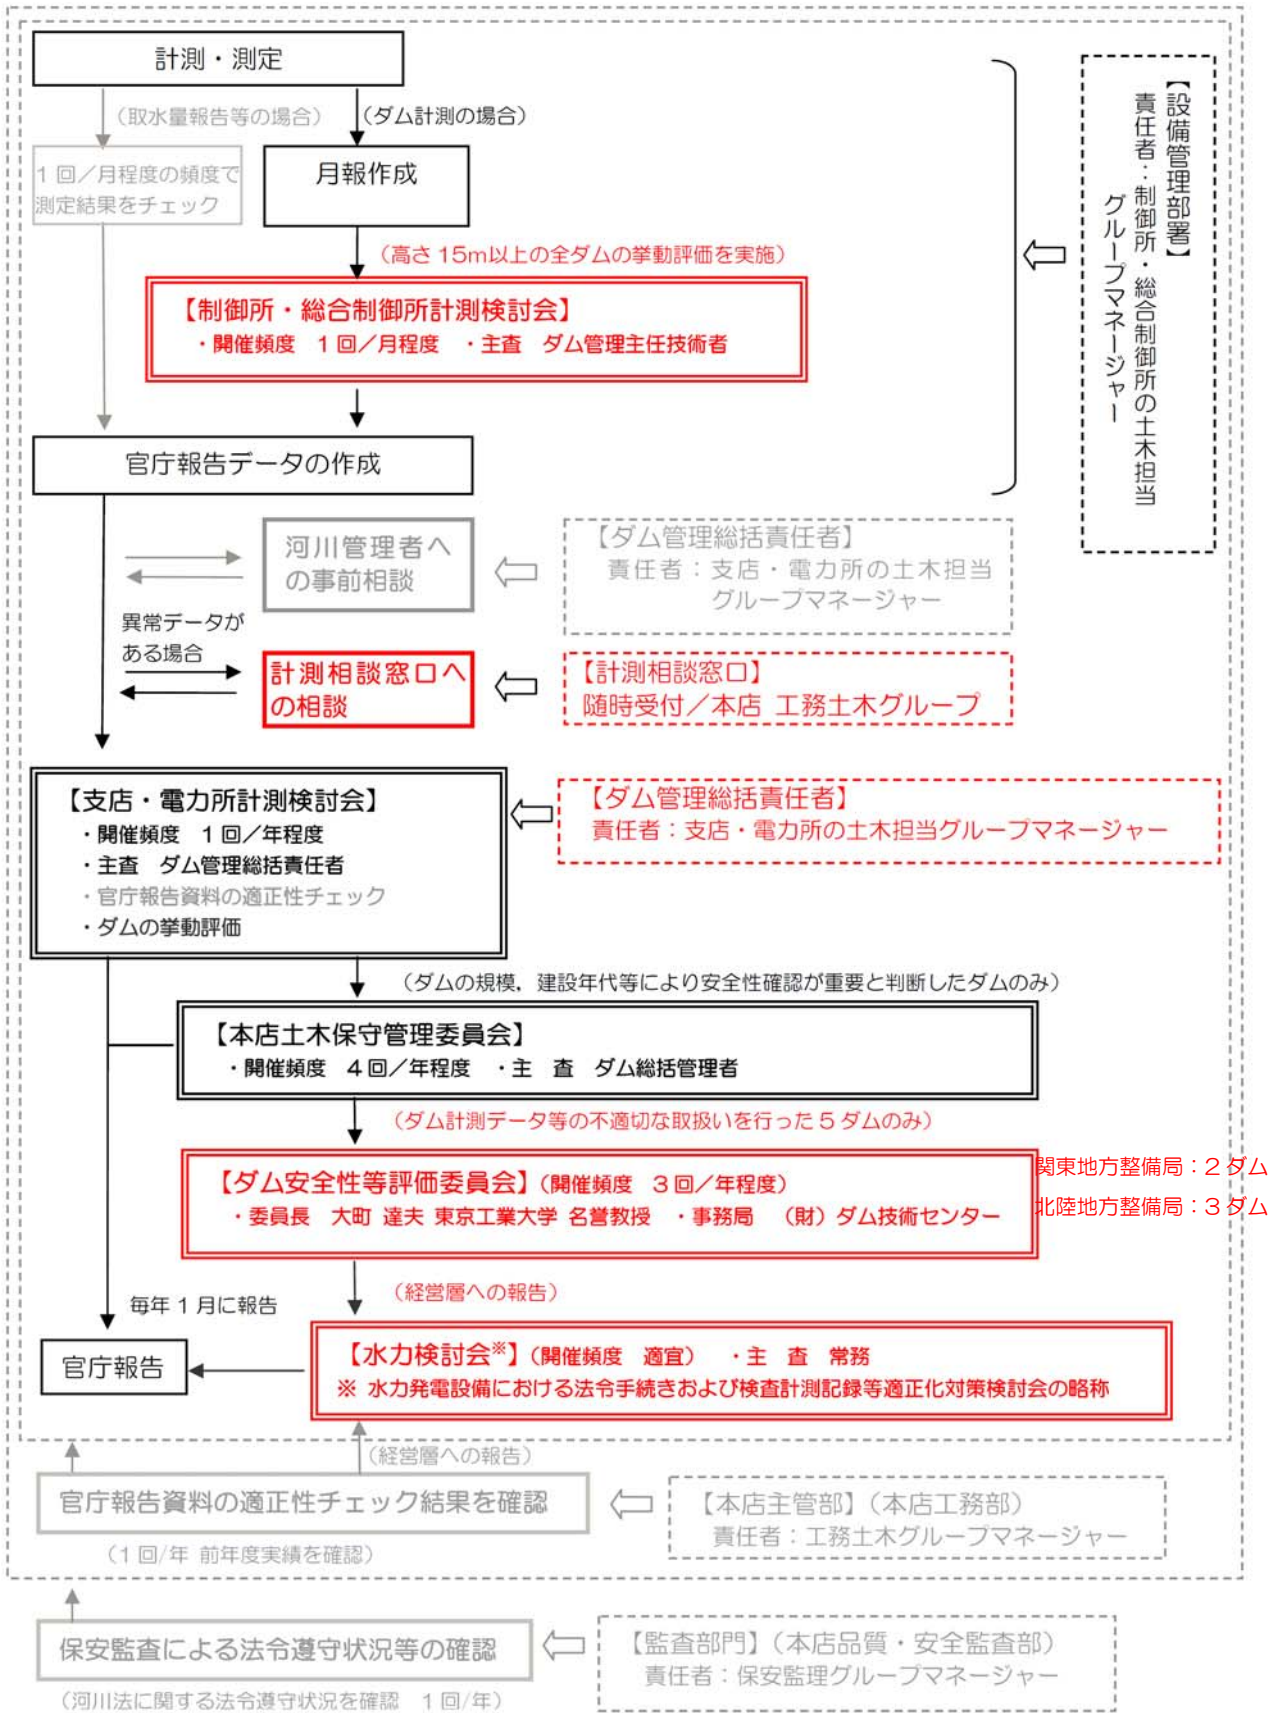 計測・測定
（取水量報告等の場合）
（ダム計測の場合）
1回／月程度の頻度で
測定結果をチェック
月報作成
（高さ15m以上の全ダムの挙動評価を実施）
【制御所・総合制御所計測検討会】
・開催頻度　1回／月程度　・主査　ダム管理主任技術者
官庁報告データの作成
【設備管理部署】
責任者：制御所・総合制御所の土木担当
グループマネージャー
河川管理者へ
の事前相談
【ダム管理総括責任者】
責任者：支店・電力所の土木担当
グループマネージャー
異常データが
ある場合
計測相談窓口へ
の相談
【計測相談窓口】
随時受付／本店 工務土木グループ
【支店・電力所計測検討会】
・開催頻度　1回／年程度
・主査　ダム管理総括責任者
・官庁報告資料の適正性チェック
・ダムの挙動評価
【ダム管理総括責任者】
責任者：支店・電力所の土木担当グループマネージャー
（ダムの規模，建設年代等により安全性確認が重要と判断したダムのみ）
【本店土木保守管理委員会】
・開催頻度　4回／年程度　・主　査　ダム総括管理者
（ダム計測データ等の不適切な取扱いを行った5ダムのみ）
【ダム安全性等評価委員会】（開催頻度　3回／年程度）
・委員長　大町 達夫 東京工業大学 名誉教授　・事務局　（財）ダム技術センター
関東地方整備局：2ダム
北陸地方整備局：3ダム
（経営層への報告）
毎年1月に報告
官庁報告
【水力検討会※】（開催頻度　適宜）　・主　査　常務
※ 水力発電設備における法令手続きおよび検査計測記録等適正化対策検討会の略称
（経営層への報告）
官庁報告資料の適正性チェック結果を確認
（1回/年 前年度実績を確認）
【本店主管部】（本店工務部）
責任者：工務土木グループマネージャー
保安監査による法令遵守状況等の確認
（河川法に関する法令遵守状況を確認　1回/年）
【監査部門】（本店品質・安全監査部）
責任者：保安監理グループマネージャー